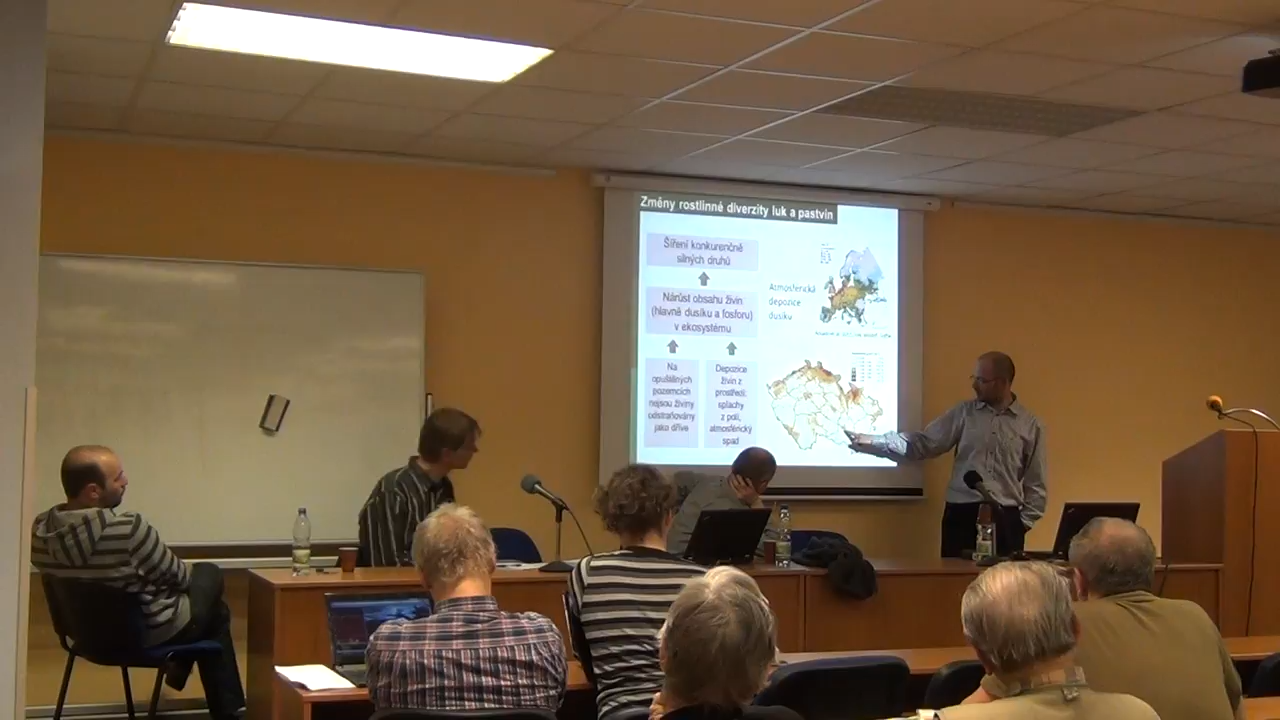 Změny rostlinné diverzity luk a pastvin
Šíření konkurenčně
silných druhů
Nárůst obsahu živin
(hlavně dusíku a fosforu)
v ekosystému
Na
opuštěných
pozemcích
nejsou živiny
odstraňovány
jako dříve
Depozice
živin z
prostředí,
splachy
z polí,
atmosférický
spad
Atmosférická
depozice
dusíku